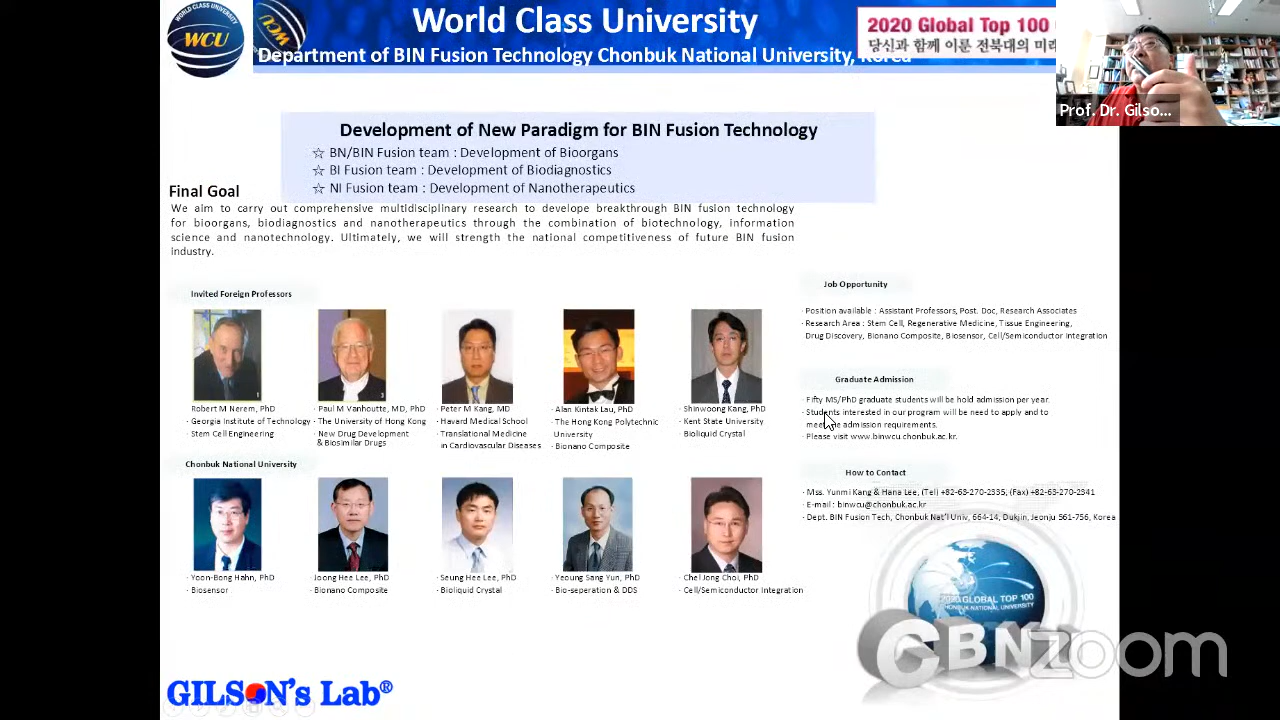 WORLD CLASS UNIVERSITY
WCU
WCU
World Class University
Department of BIN Fusion Technology Chonbuk National University, Korea
2020 Global Top 100
당신과 함께 이룬 전북대의 미래
Prof. Dr. Gilso...
Development of New Paradigm for BIN Fusion Technology
☆ BN/BIN Fusion team : Development of Bioorgans
☆ BI Fusion team : Development of Biodiagnostics
☆ NI Fusion team : Development of Nanotherapeutics
Final Goal
We aim to carry out comprehensive multidisciplinary research to develope breakthrough BIN fusion technology
for bioorgans, biodiagnostics and nanotherapeutics through the combination of biotechnology, information
science and nanotechnology. Ultimately, we will strength the national competitiveness of future BIN fusion
industry.
Invited Foreign Professors
· Robert M Nerem, PhD
· Georgia Institute of Technology
· Stem Cell Engineering
· Paul M Vanhoutte, MD, PhD
· The University of Hong Kong
· New Drug Development
& Biosimilar Drugs
· Peter M Kang, MD
· Havard Medical School
· Translational Medicine
in Cardiovascular Diseases
· Alan Kintak Lau, PhD
· The Hong Kong Polytechnic
University
· Bionano Composite
· Shinwoong Kang, PhD
· Kent State University
· Bioliquid Crystal
Chonbuk National University
· Yoon-Bong Hahn, PhD
· Biosensor
· Joong Hee Lee, PhD
· Bionano Composite
· Seung Hee Lee, PhD
· Bioliquid Crystal
· Yeoung Sang Yun, PhD
· Bio-seperation & DDS
· Chel Jong Choi, PhD
· Cell/Semiconductor Integration
Job Opportunity
· Position available : Assistant Professors, Post. Doc, Research Associates
· Research Area : Stem Cell, Regenerative Medicine, Tissue Engineering,
Drug Discovery, Bionano Composite, Biosensor, Cell/Semiconductor Integration
Graduate Admission
· Fifty MS/PhD graduate students will be hold admission per year.
· Students interested in our program will be need to apply and to
the admission requirements.
· Please visit www.binwcu.chonbuk.ac.kr.
How to Contact
· Mss. Yunmi Kang & Hana Lee, (Tel) +82-63-270-2335, (Fax) +82-63-270-2341
· E-mail : binwcu@chonbuk.ac.kr
· Dept. BIN Fusion Tech, Chonbuk Nat'l Univ, 664-14, Dukjin, Jeonju 561-756, Korea
2020 GLOBAL TOP 100
CHONBUK NATIONAL UNIVERSITY
CBN
zoom
GILSON's Lab®